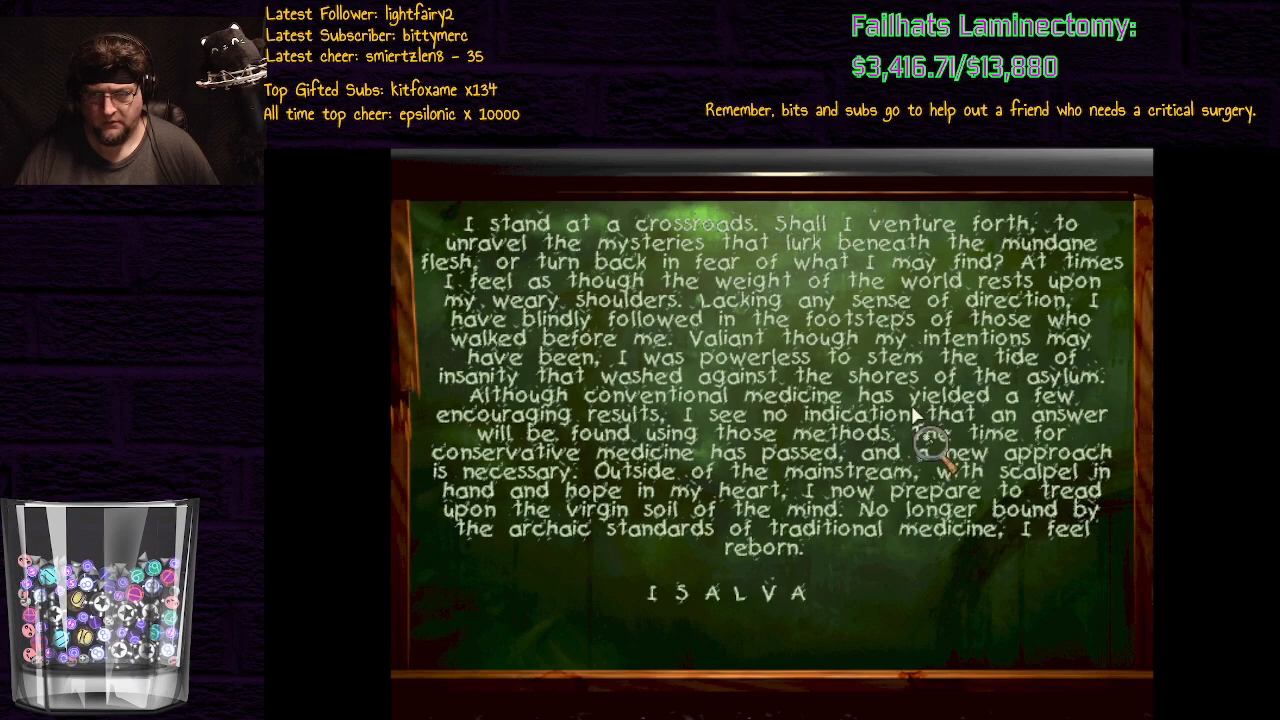 Latest Follower: lightfairy2
Latest Subscriber: bittymerc
Latest cheer: smiertzlen8 - 35
Top Gifted Subs: kitfoxame x134
All time top cheer: epsilonic x 10000
Failhats Laminectomy:
$3,416.71/$13,880
Remember, bits and subs go to help out a friend who needs a critical surgery.
I stand at a crossroads. Shall I venture forth, to
unravel the mysteries that lurk beneath the mundane
flesh, or turn back in fear of what I may find? At times
I feel as though the weight of the world rests upon
my weary shoulders. Lacking any sense of direction, I
have blindly followed in the footsteps of those who
walked before me. Valiant though my intentions may
have been, I was powerless to stem the tide of
insanity that washed against the shores of the asylum.
Although conventional medicine has yielded a few
encouraging results, I see no indication that an answer
will be found using those methods. time for
conservative medicine has passed, and new approach
is necessary. Outside of the mainstream, with scalpel in
hand and hope in my heart, I now prepare to tread
upon the virgin soil of the mind. No longer bound by
the archaic standards of traditional medicine, I feel
reborn.
I S A L V A